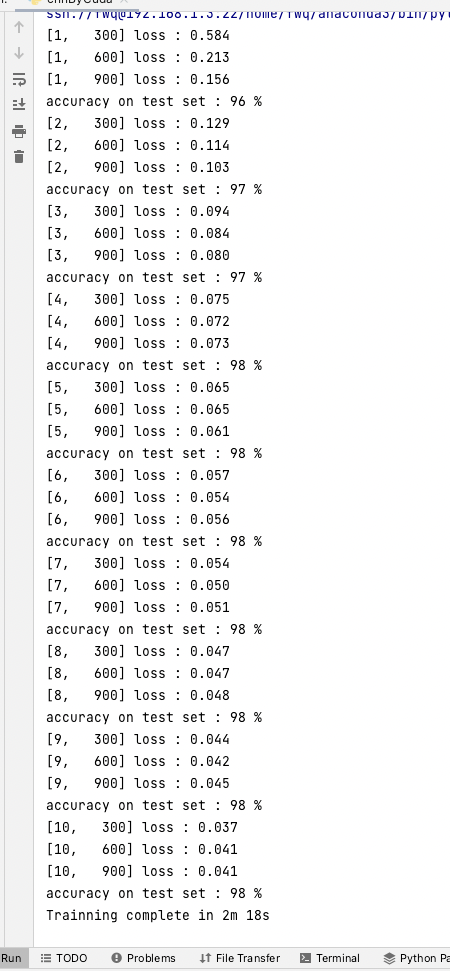 cnnByCuda
ssh://fwq@192.168.1.3:22/home/fwq/anaconda3/bin/pyt
[1,   300] loss : 0.584
[1,   600] loss : 0.213
[1,   900] loss : 0.156
accuracy on test set : 96 %
[2,   300] loss : 0.129
[2,   600] loss : 0.114
[2,   900] loss : 0.103
accuracy on test set : 97 %
[3,   300] loss : 0.094
[3,   600] loss : 0.084
[3,   900] loss : 0.080
accuracy on test set : 97 %
[4,   300] loss : 0.075
[4,   600] loss : 0.072
[4,   900] loss : 0.073
accuracy on test set : 98 %
[5,   300] loss : 0.065
[5,   600] loss : 0.065
[5,   900] loss : 0.061
accuracy on test set : 98 %
[6,   300] loss : 0.057
[6,   600] loss : 0.054
[6,   900] loss : 0.056
accuracy on test set : 98 %
[7,   300] loss : 0.054
[7,   600] loss : 0.050
[7,   900] loss : 0.051
accuracy on test set : 98 %
[8,   300] loss : 0.047
[8,   600] loss : 0.047
[8,   900] loss : 0.048
accuracy on test set : 98 %
[9,   300] loss : 0.044
[9,   600] loss : 0.042
[9,   900] loss : 0.045
accuracy on test set : 98 %
[10,   300] loss : 0.037
[10,   600] loss : 0.041
[10,   900] loss : 0.041
accuracy on test set : 98 %
Trainning complete in 2m 18s
Run TODO Problems File Transfer Terminal Python Pa